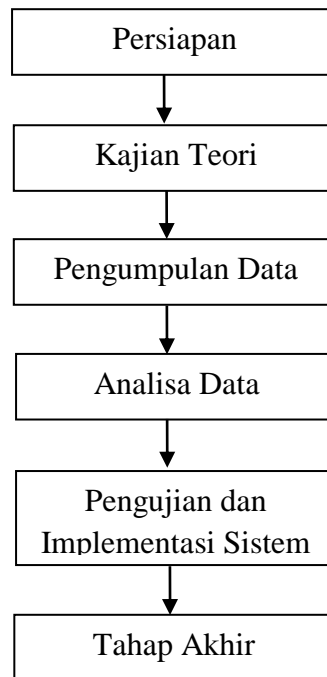 Persiapan
Kajian Teori
Pengumpulan Data
Analisa Data
Pengujian dan
Implementasi Sistem
Tahap Akhir